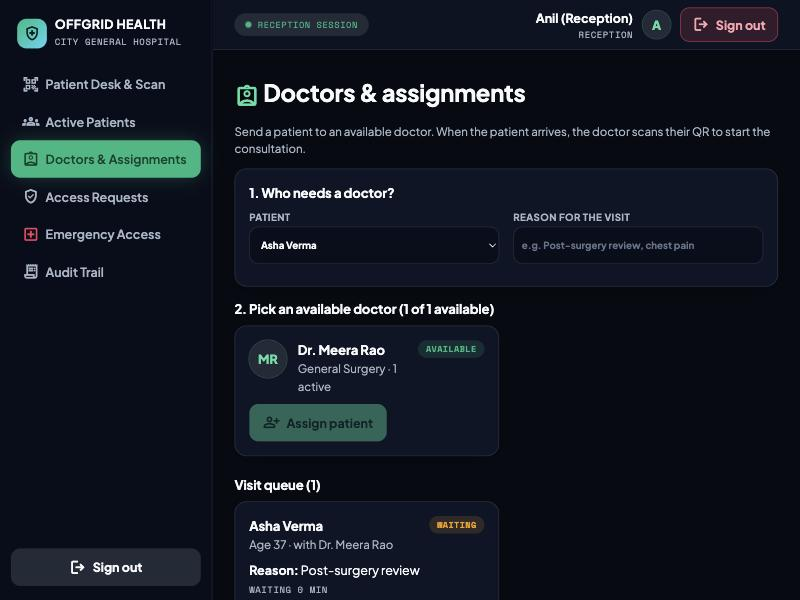 OFFGRID HEALTH
CITY GENERAL HOSPITAL
Patient Desk & Scan
Active Patients
Doctors & Assignments
Access Requests
Emergency Access
Audit Trail
Sign out
RECEPTION SESSION
Anil (Reception)
RECEPTION
A
Sign out
Doctors & assignments
Send a patient to an available doctor. When the patient arrives, the doctor scans their QR to start the
consultation.
1. Who needs a doctor?
PATIENT
Asha Verma
REASON FOR THE VISIT
e.g. Post-surgery review, chest pain
2. Pick an available doctor (1 of 1 available)
MR
Dr. Meera Rao
AVAILABLE
General Surgery · 1
active
Assign patient
Visit queue (1)
Asha Verma
WAITING
Age 37 · with Dr. Meera Rao
Reason: Post-surgery review
WAITING 0 MIN